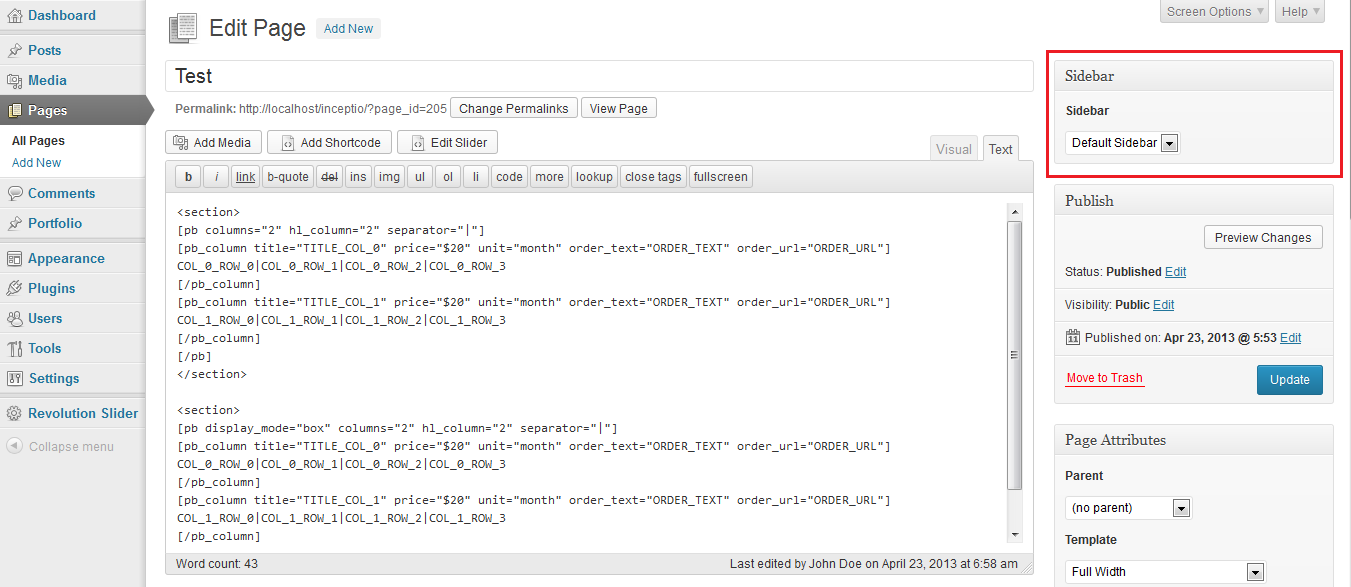 Dashboard
Posts
Media
Pages
All Pages
Add New
Comments
Portfolio
Appearance
Plugins
Users
Tools
Settings
Revolution Slider
Collapse menu
Screen Options Help
Edit Page Add New
Test
Permalink: http://localhost/inceptio/?page_id=205 Change Permalinks View Page
Add Media Add Shortcode Edit Slider
Visual Text
b i link b-quote del ins img ul ol li code more lookup close tags fullscreen
<section>
[pb columns="2" hl_column="2" separator="|"]
[pb_column title="TITLE_COL_0" price="$20" unit="month" order_text="ORDER_TEXT" order_url="ORDER_URL"]
COL_0_ROW_0|COL_0_ROW_1|COL_0_ROW_2|COL_0_ROW_3
[/pb_column]
[pb_column title="TITLE_COL_1" price="$20" unit="month" order_text="ORDER_TEXT" order_url="ORDER_URL"]
COL_1_ROW_0|COL_1_ROW_1|COL_1_ROW_2|COL_1_ROW_3
[/pb_column]
[/pb]
</section>
<section>
[pb display_mode="box" columns="2" hl_column="2" separator="|"]
[pb_column title="TITLE_COL_0" price="$20" unit="month" order_text="ORDER_TEXT" order_url="ORDER_URL"]
COL_0_ROW_0|COL_0_ROW_1|COL_0_ROW_2|COL_0_ROW_3
[/pb_column]
[pb_column title="TITLE_COL_1" price="$20" unit="month" order_text="ORDER_TEXT" order_url="ORDER_URL"]
COL_1_ROW_0|COL_1_ROW_1|COL_1_ROW_2|COL_1_ROW_3
[/pb_column]
Word count: 43 Last edited by John Doe on April 23, 2013 at 6:58 am
Sidebar
Sidebar
Default Sidebar
Publish
Preview Changes
Status: Published Edit
Visibility: Public Edit
11 Published on: Apr 23, 2013 @ 5:53 Edit
Move to Trash Update
Page Attributes
Parent
(no parent)
Template
Full Width